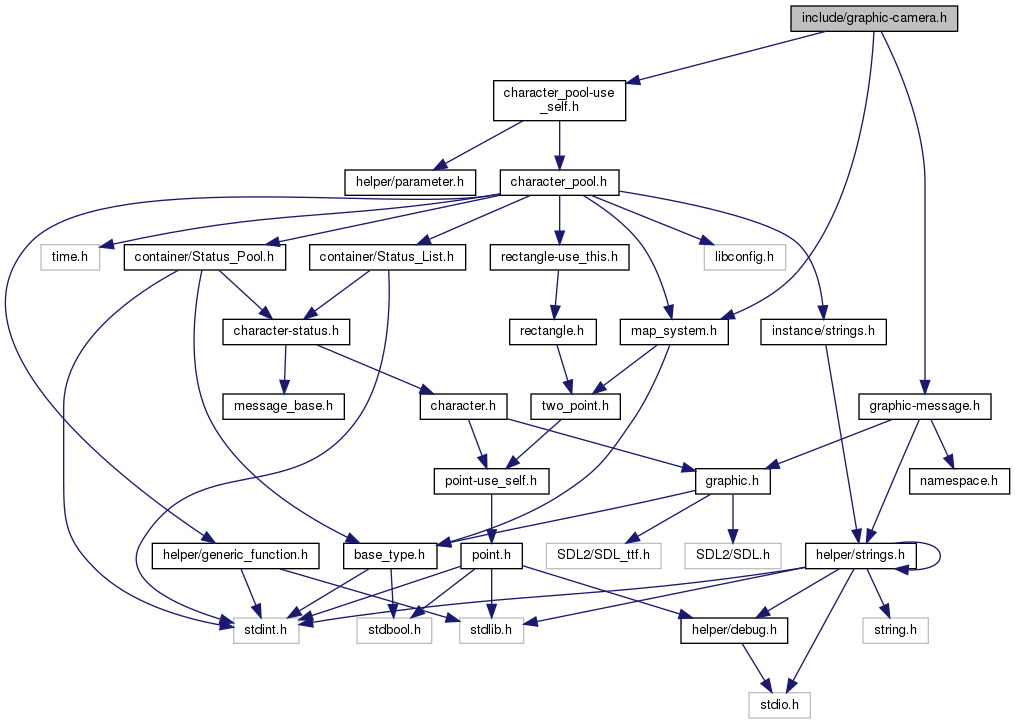 include/graphic-camera.h
character_pool-use
_self.h
helper/parameter.h
character_pool.h
time.h
container/Status_Pool.h
container/Status_List.h
rectangle-use_this.h
libconfig.h
character-status.h
rectangle.h
map_system.h
instance/strings.h
message_base.h
character.h
two_point.h
graphic-message.h
point-use_self.h
graphic.h
namespace.h
helper/generic_function.h
base_type.h
point.h
SDL2/SDL_ttf.h
SDL2/SDL.h
helper/strings.h
stdint.h
stdbool.h
stdlib.h
helper/debug.h
string.h
stdio.h